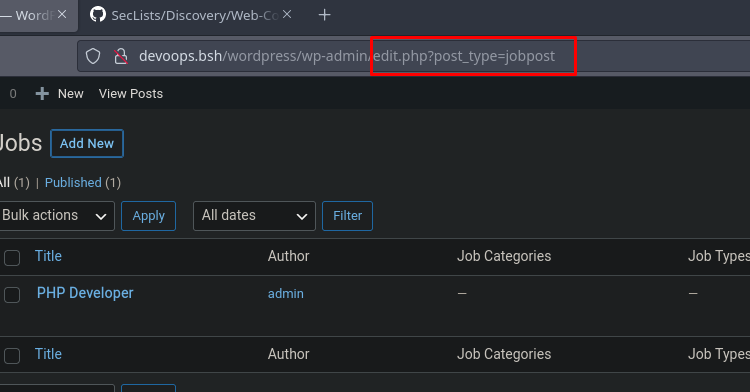 — WordP
SecLists/Discovery/Web-Co
devoops.bsh/wordpress/wp-admin/edit.php?post_type=jobpost
0 New View Posts
Jobs Add New
All (1) | Published (1)
Bulk actions Apply All dates Filter
Title Author Job Categories Job Types
PHP Developer admin — —
Title Author Job Categories Job Types